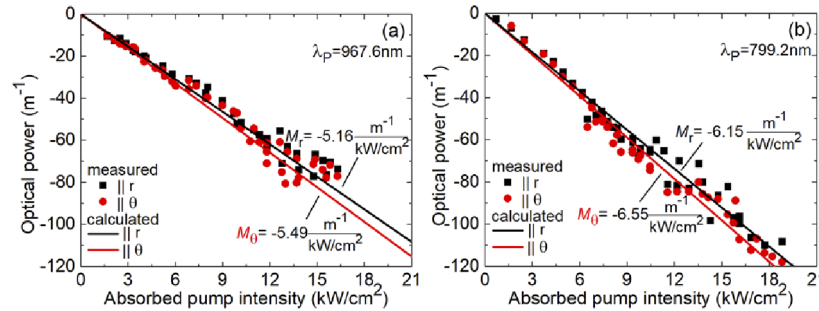 (a)
λP=967.6nm
0
-20
-40
-60
-80
-100
-120
Optical power (m-1)
Mr= -5.16 m-1
kW/cm2
Mθ= -5.49 m-1
kW/cm2
measured
|| r
|| θ
calculated
|| r
|| θ
0 3 6 9 12 15 18 21
Absorbed pump intensity (kW/cm2)
(b)
λP=799.2nm
0
-20
-40
-60
-80
-100
-120
Optical power (m-1)
Mr= -6.15 m-1
kW/cm2
Mθ= -6.55 m-1
kW/cm2
measured
|| r
|| θ
calculated
|| r
|| θ
0 3 6 9 12 15 18 21
Absorbed pump intensity (kW/cm2)